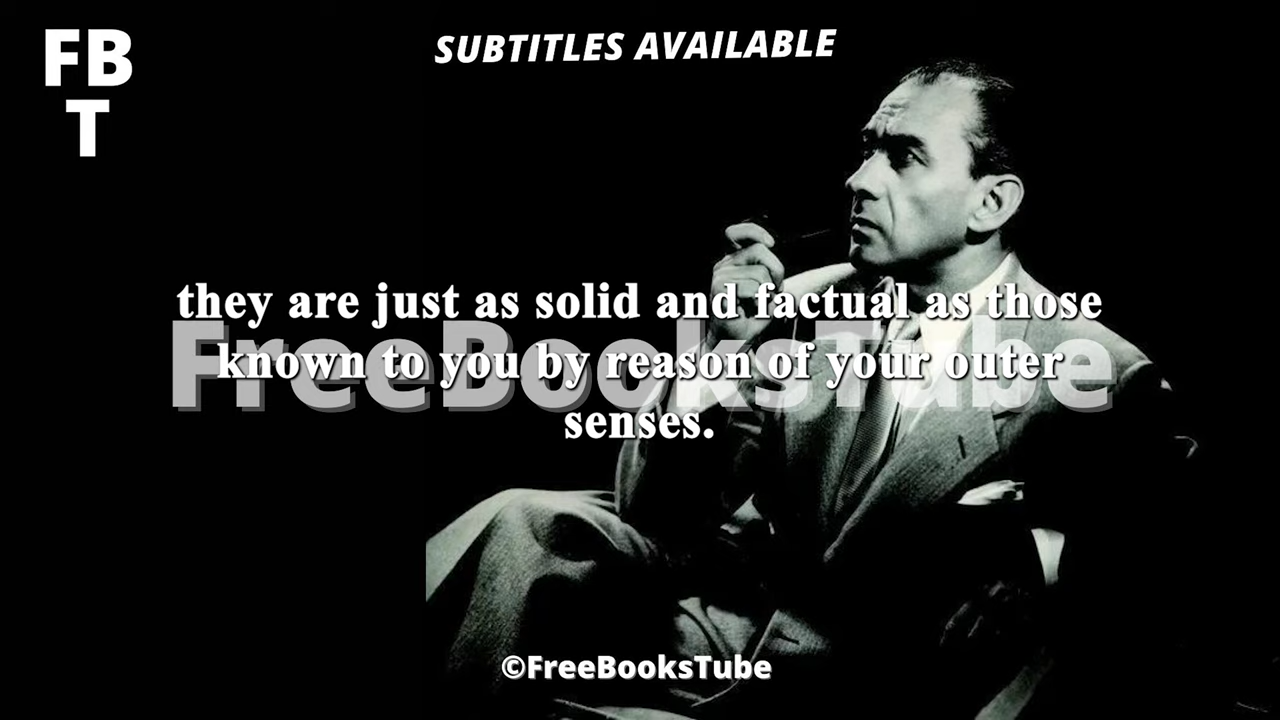 FB
T
SUBTITLES AVAILABLE
they are just as solid and factual as those
known to you by reason of your outer
senses.
FreeBooksTube
©FreeBooksTube